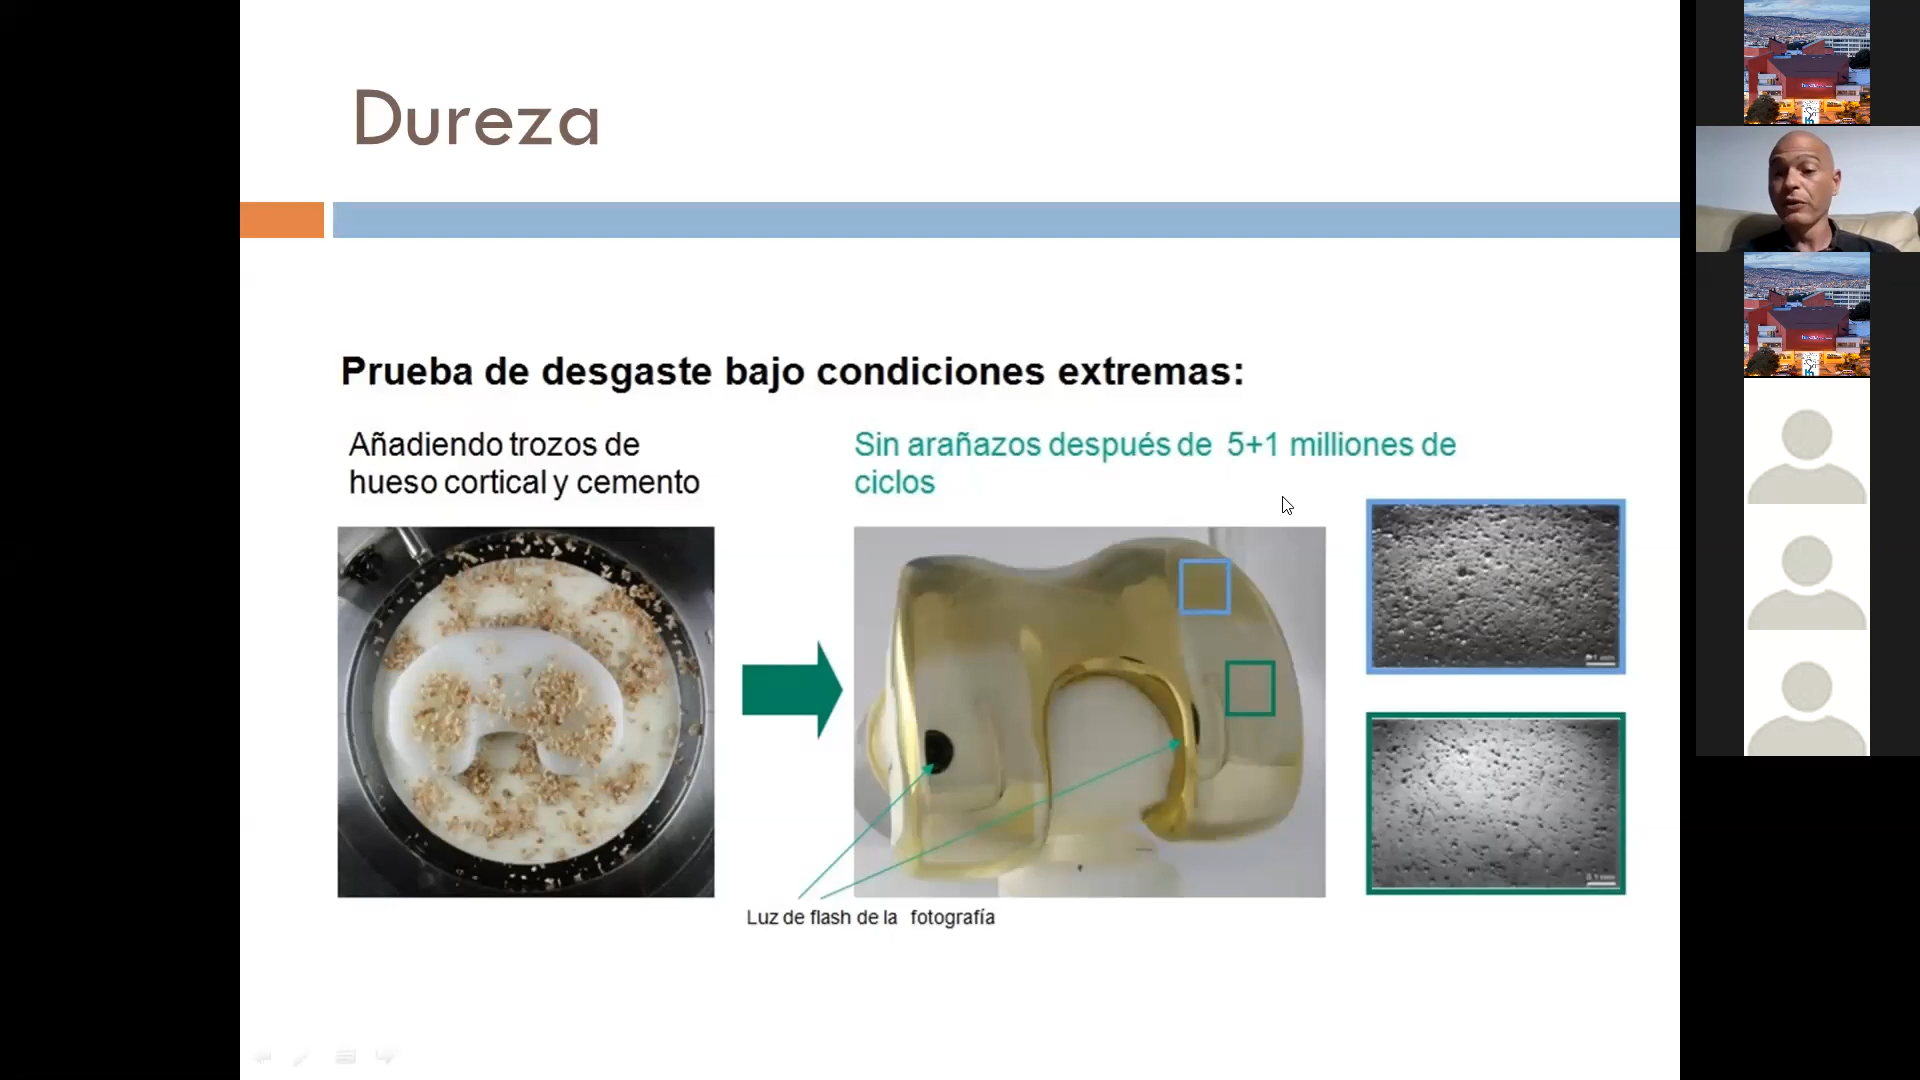 Dureza
Prueba de desgaste bajo condiciones extremas:
Añadiendo trozos de
hueso cortical y cemento
Sin arañazos después de 5+1 milliones de
ciclos
Luz de flash de la fotografía